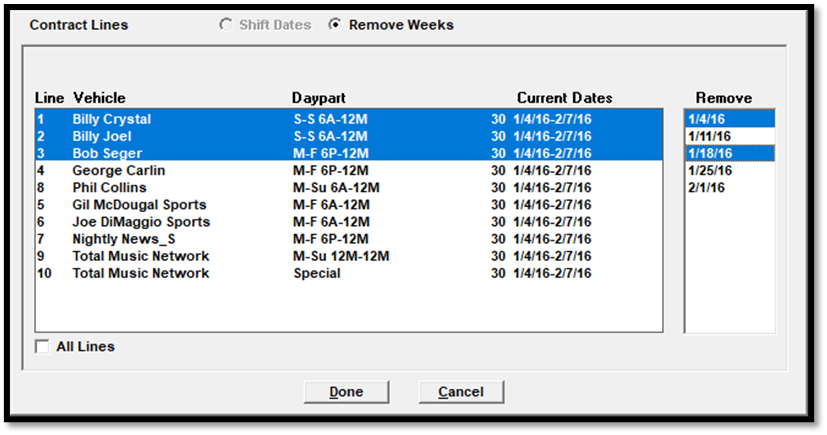 Contract Lines Shift Dates Remove Weeks
Line Vehicle Daypart Current Dates Remove
1 Billy Crystal S-S 6A-12M 30 1/4/16-2/7/16 1/4/16
2 Billy Joel S-S 6A-12M 30 1/4/16-2/7/16 1/11/16
3 Bob Seger M-F 6P-12M 30 1/4/16-2/7/16 1/18/16
4 George Carlin M-F 6P-12M 30 1/4/16-2/7/16 1/25/16
8 Phil Collins M-Su 6A-12M 30 1/4/16-2/7/16 2/1/16
5 Gil McDougal Sports M-F 6A-12M 30 1/4/16-2/7/16
6 Joe DiMaggio Sports M-F 6A-12M 30 1/4/16-2/7/16
7 Nightly News_S M-F 6P-12M 30 1/4/16-2/7/16
9 Total Music Network M-Su 12M-12M 30 1/4/16-2/7/16
10 Total Music Network Special 30 1/4/16-2/7/16
All Lines
Done Cancel